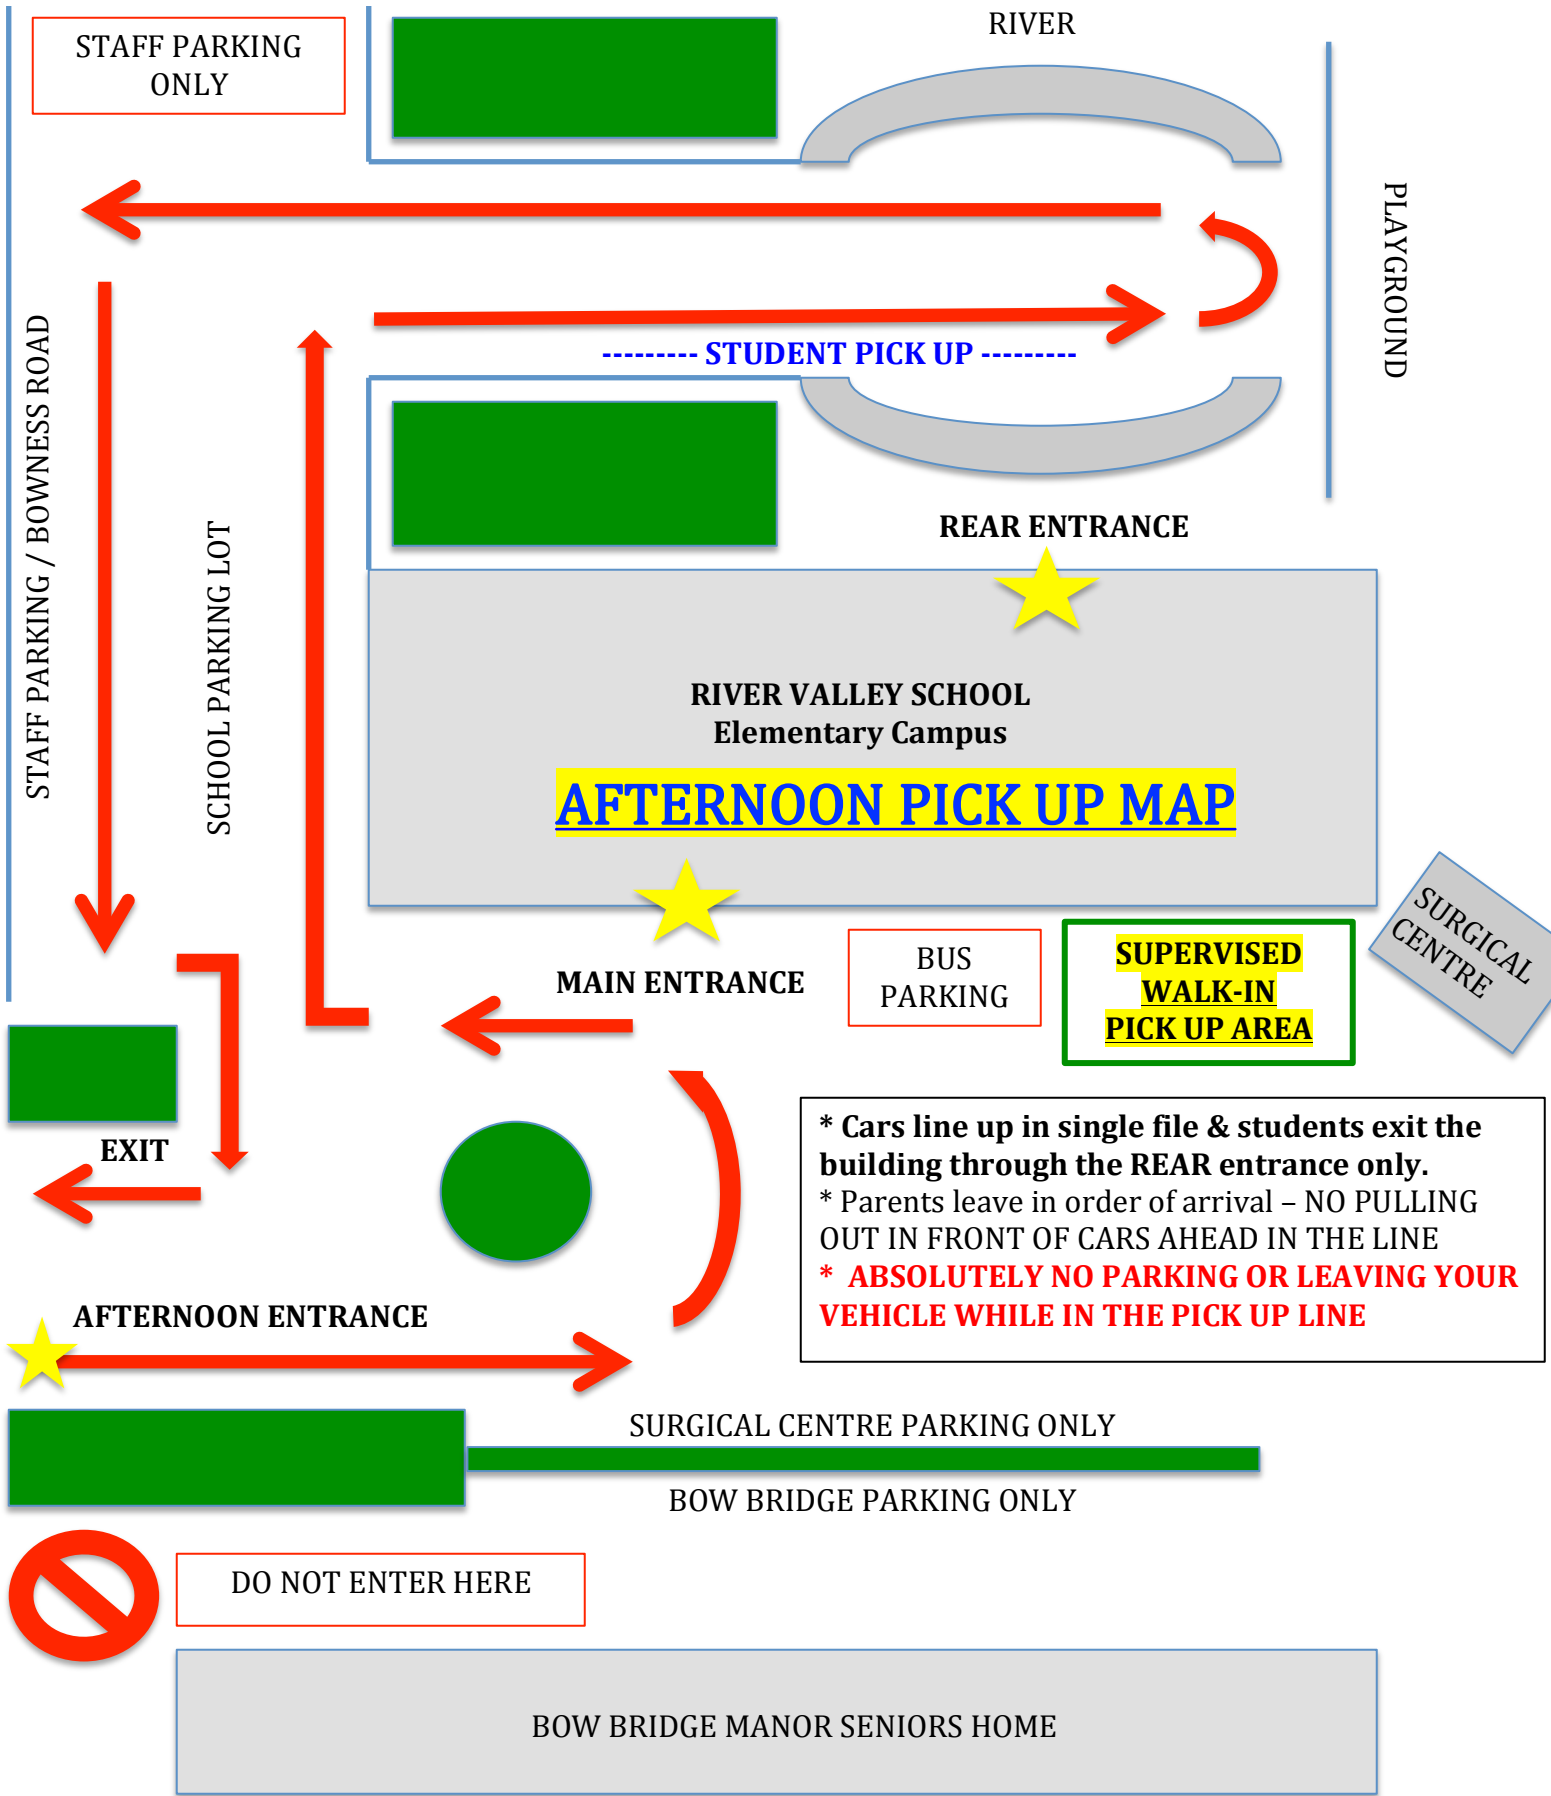 STAFF PARKING
ONLY
RIVER
PLAYGROUND
--------- STUDENT PICK UP ---------
STAFF PARKING / BOWNESS ROAD
SCHOOL PARKING LOT
REAR ENTRANCE
RIVER VALLEY SCHOOL
Elementary Campus
AFTERNOON PICK UP MAP
SURGICAL
CENTRE
MAIN ENTRANCE
BUS
PARKING
SUPERVISED
WALK-IN
PICK UP AREA
* Cars line up in single file & students exit the
building through the REAR entrance only.
* Parents leave in order of arrival – NO PULLING
OUT IN FRONT OF CARS AHEAD IN THE LINE
* ABSOLUTELY NO PARKING OR LEAVING YOUR
VEHICLE WHILE IN THE PICK UP LINE
EXIT
AFTERNOON ENTRANCE
SURGICAL CENTRE PARKING ONLY
BOW BRIDGE PARKING ONLY
DO NOT ENTER HERE
BOW BRIDGE MANOR SENIORS HOME